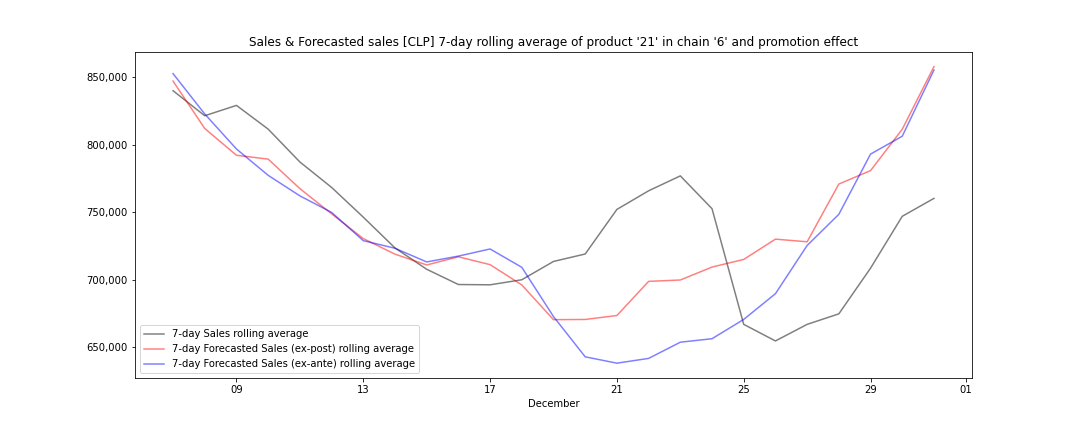 Sales & Forecasted sales [CLP] 7-day rolling average of product '21' in chain '6' and promotion effect
850,000
800,000
750,000
700,000
650,000
7-day Sales rolling average
7-day Forecasted Sales (ex-post) rolling average
7-day Forecasted Sales (ex-ante) rolling average
09 13 17 21 25 29 01
December